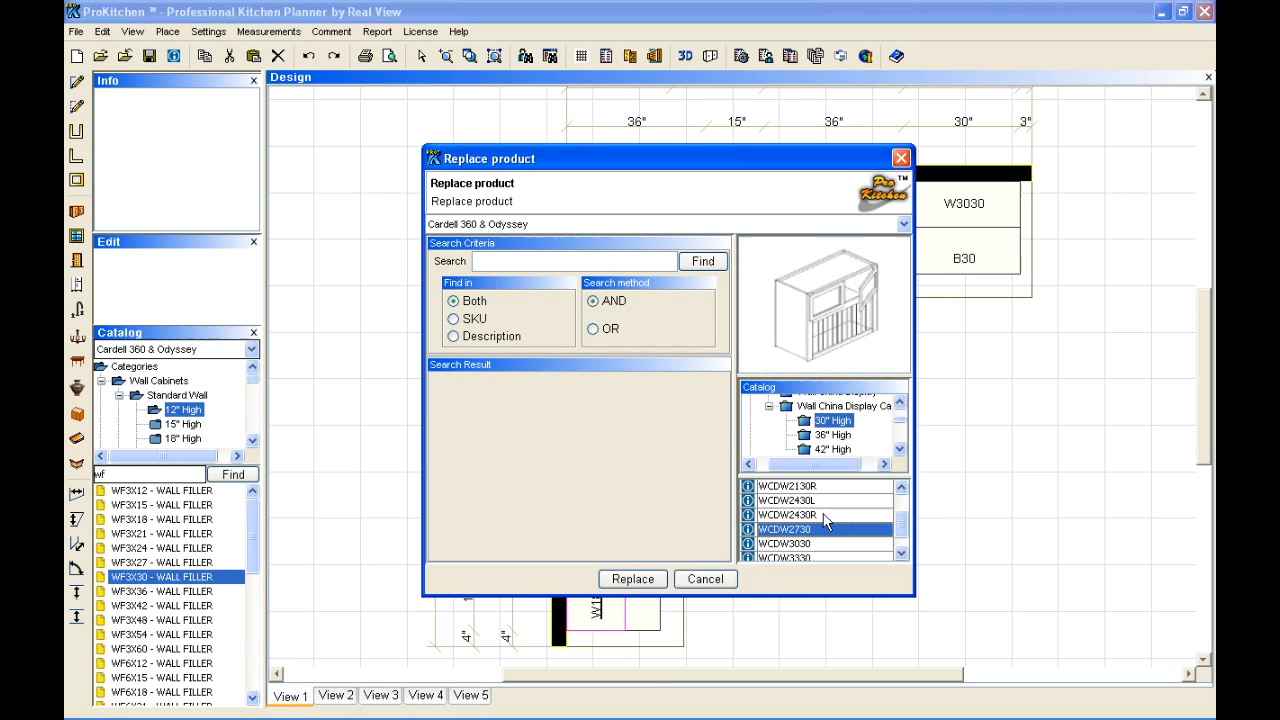 ProKitchen ™ - Professional Kitchen Planner by Real View
File Edit View Place Settings Measurements Comment Report License Help
3D
Info
Edit
Catalog
Cardell 360 & Odyssey
Categories
Wall Cabinets
Standard Wall
12" High
15" High
18" High
wf
Find
WF3X12 - WALL FILLER
WF3X15 - WALL FILLER
WF3X18 - WALL FILLER
WF3X21 - WALL FILLER
WF3X24 - WALL FILLER
WF3X27 - WALL FILLER
WF3X30 - WALL FILLER
WF3X36 - WALL FILLER
WF3X42 - WALL FILLER
WF3X48 - WALL FILLER
WF3X54 - WALL FILLER
WF3X60 - WALL FILLER
WF6X12 - WALL FILLER
WF6X15 - WALL FILLER
WF6X18 - WALL FILLER
Design
36" 15" 36" 30" 3"
W3030
B30
Replace product
Replace product
Replace product
Pro Kitchen ™
Cardell 360 & Odyssey
Search Criteria
Search
Find
Find in
Both
SKU
Description
Search method
AND
OR
Search Result
Catalog
Wall China Display Ca
30" High
36" High
42" High
WCDW2130R
WCDW2430L
WCDW2430R
WCDW2730
WCDW3030
WCDW3330
Replace
Cancel
4"
4"
View 1 View 2 View 3 View 4 View 5